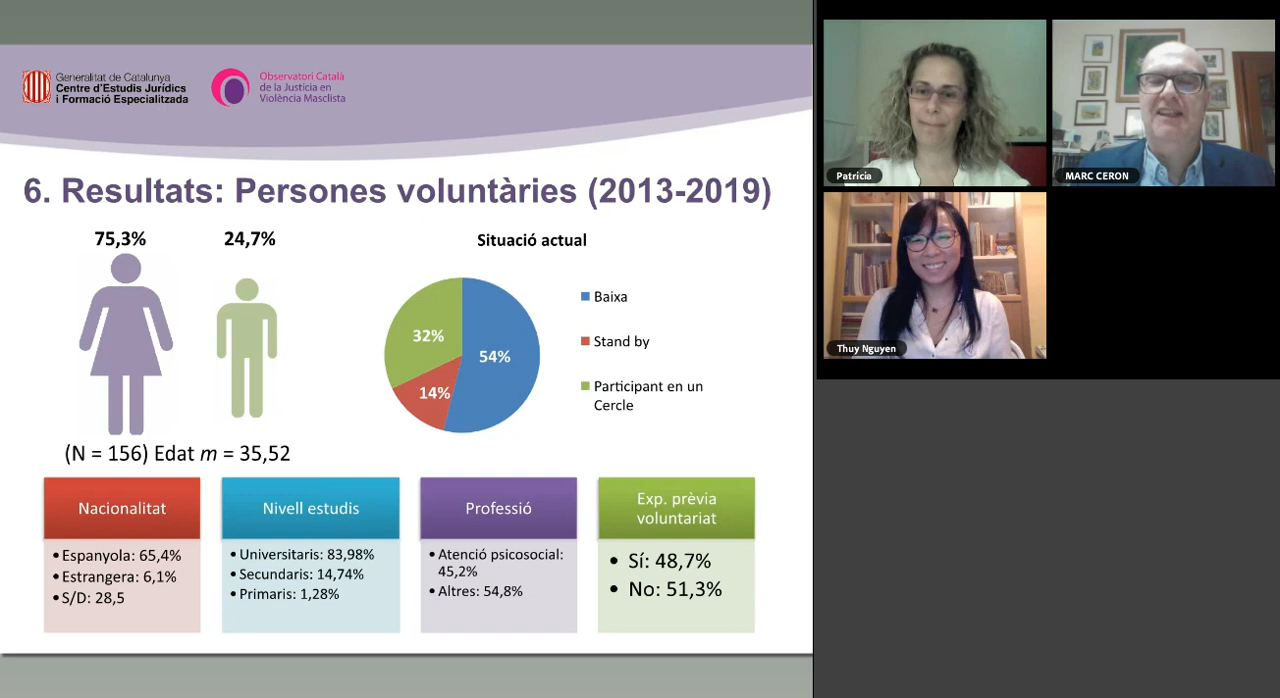 Generalitat de Catalunya
Centre d'Estudis Jurídics
i Formació Especialitzada
Observatori Català
de la Justícia en
Violència Masclista
6. Resultats: Persones voluntàries (2013-2019)
75,3%
24,7%
(N = 156) Edat m = 35,52
Situació actual
32%
54%
14%
Baixa
Stand by
Participant en un
Cercle
Nacionalitat
• Espanyola: 65,4%
• Estrangera: 6,1%
• S/D: 28,5
Nivell estudis
• Universitaris: 83,98%
• Secundaris: 14,74%
• Primaris: 1,28%
Professió
• Atenció psicosocial:
45,2%
• Altres: 54,8%
Exp. prèvia
voluntariat
• Sí: 48,7%
• No: 51,3%
Patricia
MARC CERON
Thuy Nguyen